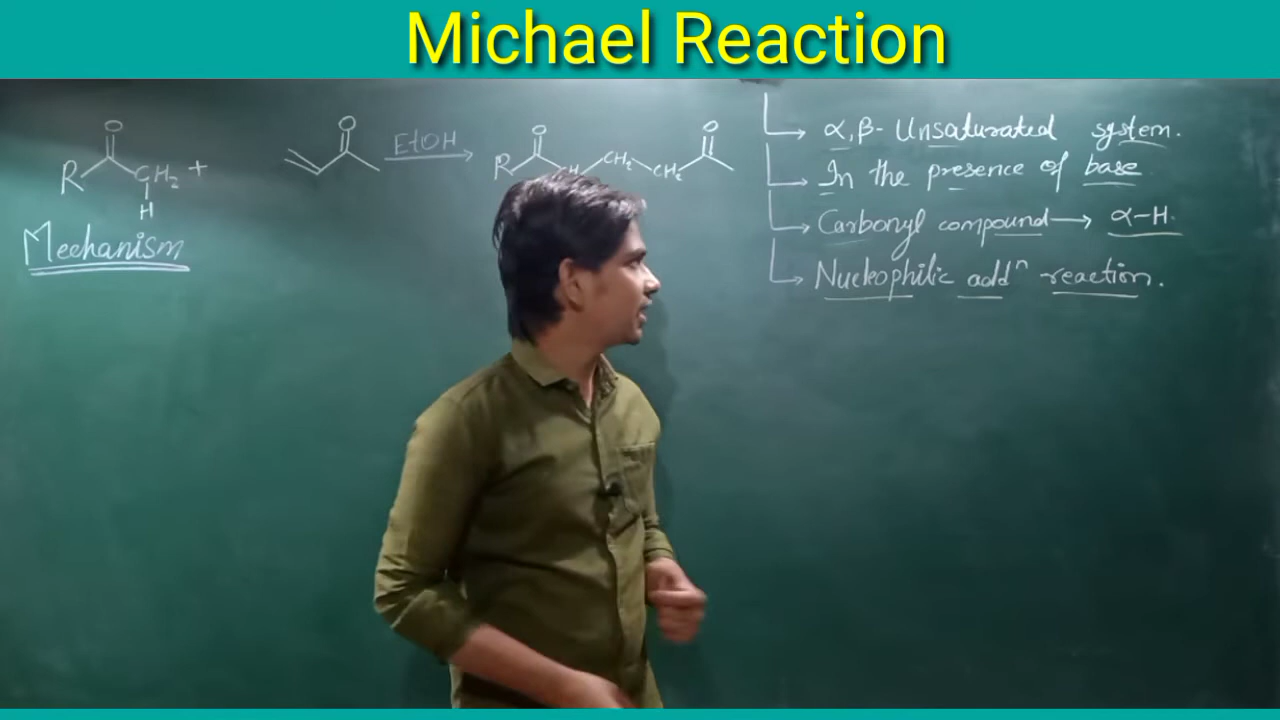 Michael Reaction
R O CH₂ + O EtOH R O CH₂ CH₂ O
H
Mechanism
α,β- Unsaturated system.
In the presence of base
Carbonyl compound → α-H.
Nucleophilic addⁿ reaction.